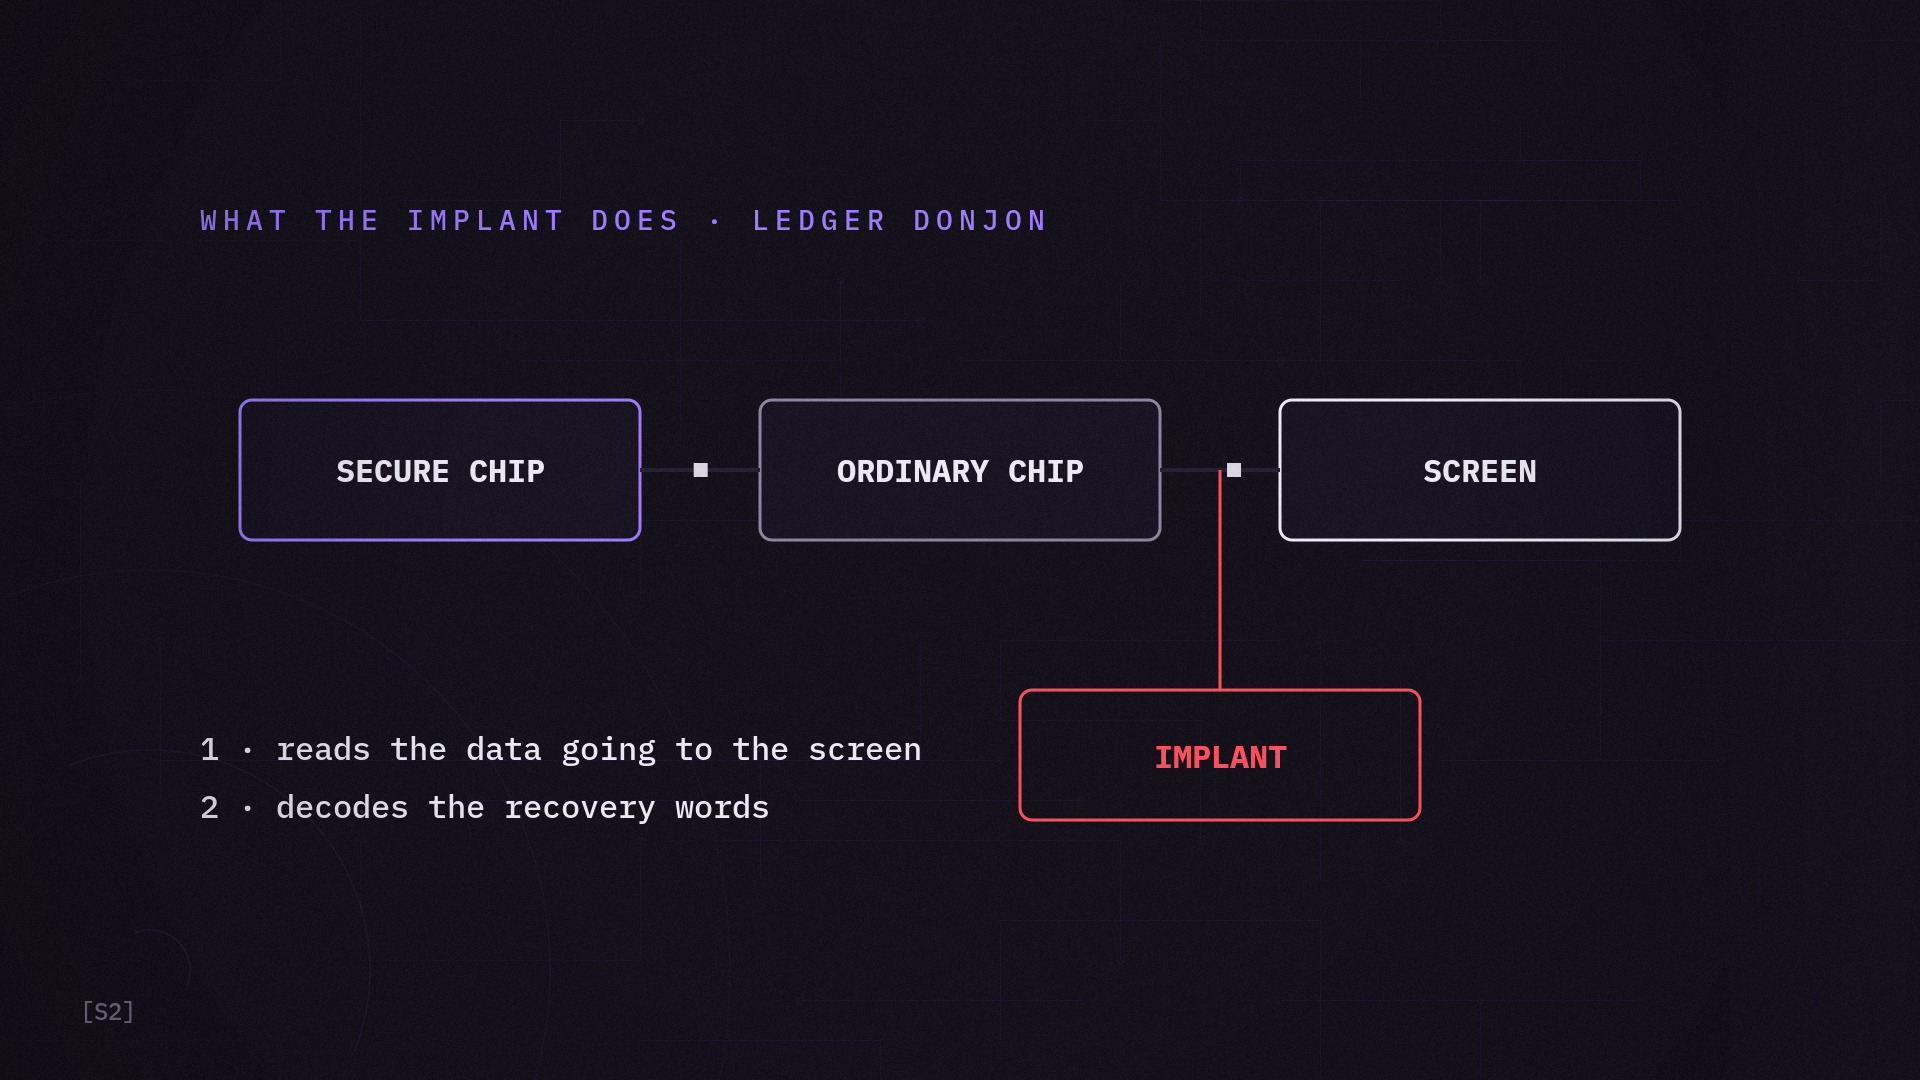 WHAT THE IMPLANT DOES · LEDGER DONJON
SECURE CHIP
ORDINARY CHIP
SCREEN
1 · reads the data going to the screen
IMPLANT
2 · decodes the recovery words
[S2]